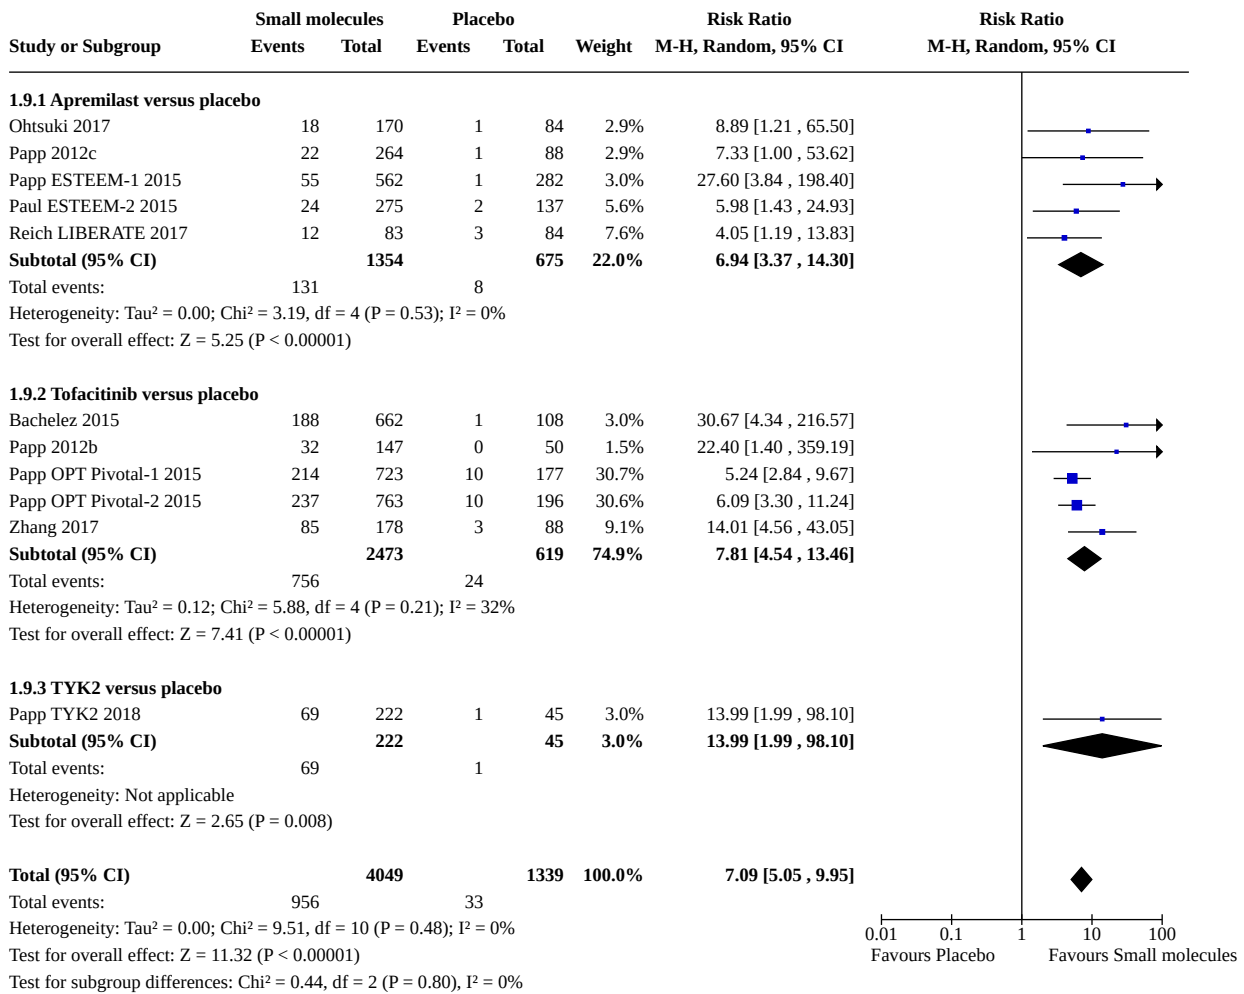 Small molecules Placebo Risk Ratio Risk Ratio
Study or Subgroup Events Total Events Total Weight M-H, Random, 95% CI M-H, Random, 95% CI
1.9.1 Apremilast versus placebo
Ohtsuki 2017 18 170 1 84 2.9% 8.89 [1.21 , 65.50]
Papp 2012c 22 264 1 88 2.9% 7.33 [1.00 , 53.62]
Papp ESTEEM-1 2015 55 562 1 282 3.0% 27.60 [3.84 , 198.40]
Paul ESTEEM-2 2015 24 275 2 137 5.6% 5.98 [1.43 , 24.93]
Reich LIBERATE 2017 12 83 3 84 7.6% 4.05 [1.19 , 13.83]
Subtotal (95% CI) 1354 675 22.0% 6.94 [3.37 , 14.30]
Total events: 131 8
Heterogeneity: Tau² = 0.00; Chi² = 3.19, df = 4 (P = 0.53); I² = 0%
Test for overall effect: Z = 5.25 (P < 0.00001)
1.9.2 Tofacitinib versus placebo
Bachelez 2015 188 662 1 108 3.0% 30.67 [4.34 , 216.57]
Papp 2012b 32 147 0 50 1.5% 22.40 [1.40 , 359.19]
Papp OPT Pivotal-1 2015 214 723 10 177 30.7% 5.24 [2.84 , 9.67]
Papp OPT Pivotal-2 2015 237 763 10 196 30.6% 6.09 [3.30 , 11.24]
Zhang 2017 85 178 3 88 9.1% 14.01 [4.56 , 43.05]
Subtotal (95% CI) 2473 619 74.9% 7.81 [4.54 , 13.46]
Total events: 756 24
Heterogeneity: Tau² = 0.12; Chi² = 5.88, df = 4 (P = 0.21); I² = 32%
Test for overall effect: Z = 7.41 (P < 0.00001)
1.9.3 TYK2 versus placebo
Papp TYK2 2018 69 222 1 45 3.0% 13.99 [1.99 , 98.10]
Subtotal (95% CI) 222 45 3.0% 13.99 [1.99 , 98.10]
Total events: 69 1
Heterogeneity: Not applicable
Test for overall effect: Z = 2.65 (P = 0.008)
Total (95% CI) 4049 1339 100.0% 7.09 [5.05 , 9.95]
Total events: 956 33
Heterogeneity: Tau² = 0.00; Chi² = 9.51, df = 10 (P = 0.48); I² = 0%
Test for overall effect: Z = 11.32 (P < 0.00001)
Test for subgroup differences: Chi² = 0.44, df = 2 (P = 0.80), I² = 0%
0.01 0.1 1 10 100
Favours Placebo Favours Small molecules